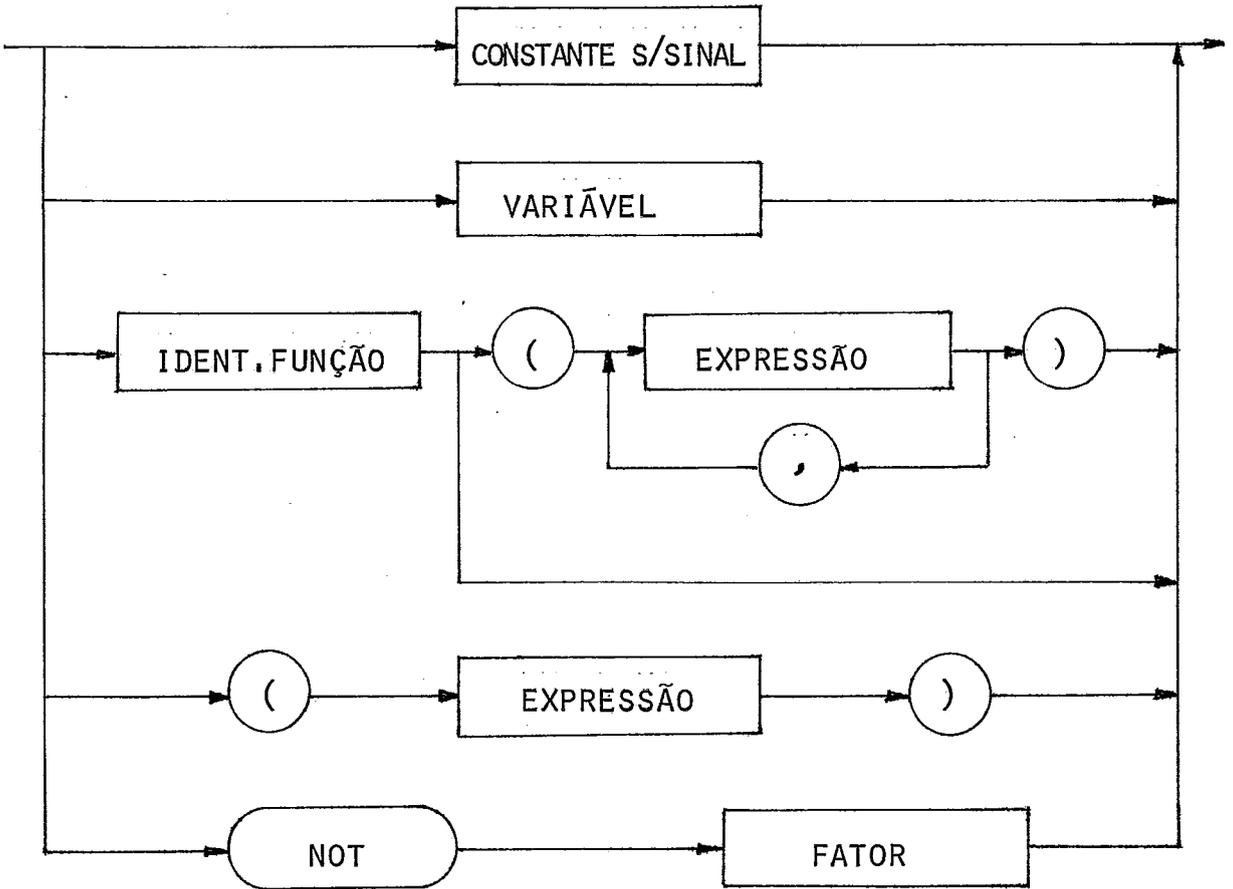 CONSTANTE S/SINAL
VARIÁVEL
IDENT.FUNÇÃO ( EXPRESSÃO )
,
( EXPRESSÃO )
NOT FATOR